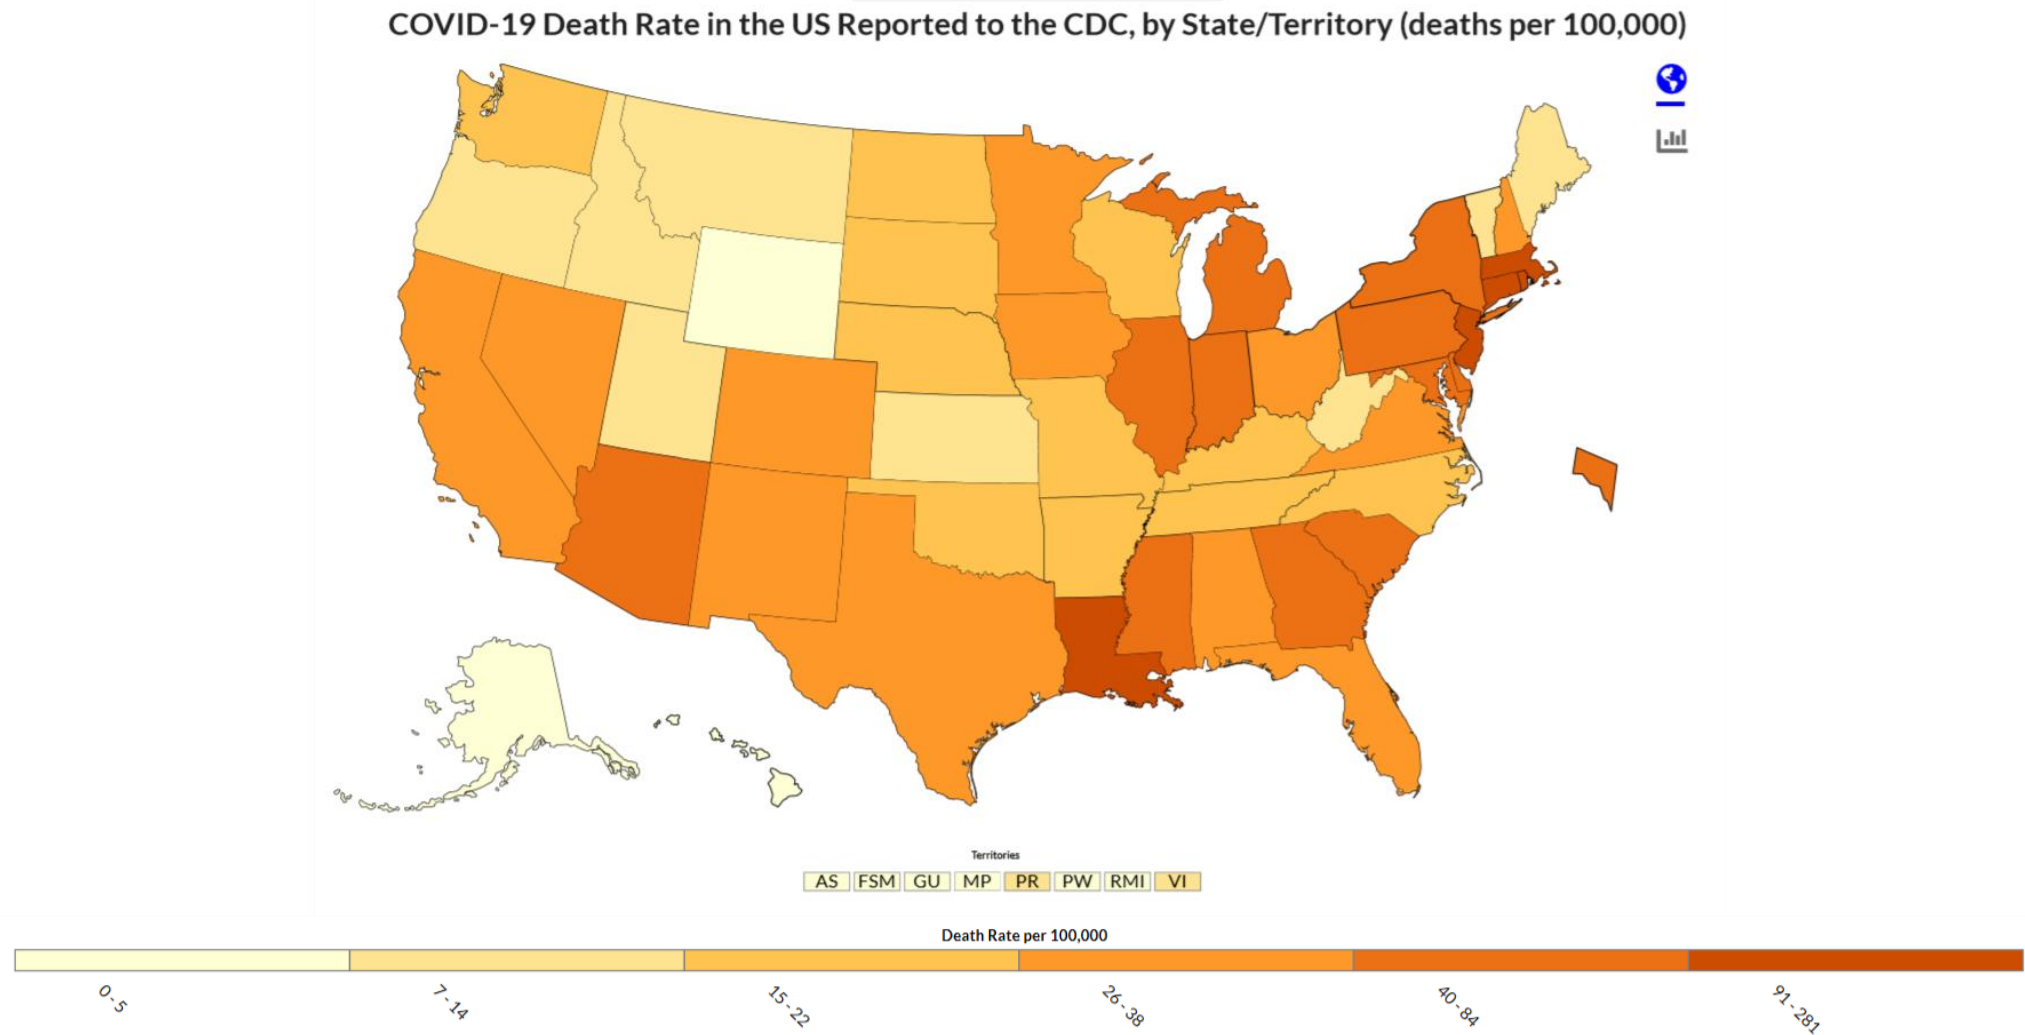 COVID-19 Death Rate in the US Reported to the CDC, by State/Territory (deaths per 100,000)
Territories
AS FSM GU MP PR PW RMI VI
Death Rate per 100,000
0 - 5 7 - 14 15 - 22 26 - 38 40 - 84 91 - 281